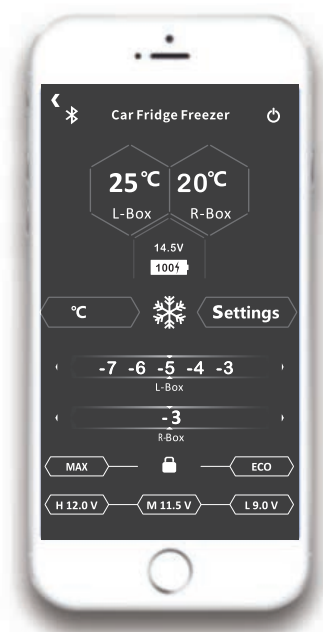 Car Fridge Freezer
25℃ 20℃
L-Box R-Box
14.5V
100
℃ Settings
-7 -6 -5 -4 -3
L-Box
-3
R-Box
MAX ECO
H 12.0 V M 11.5 V L 9.0 V